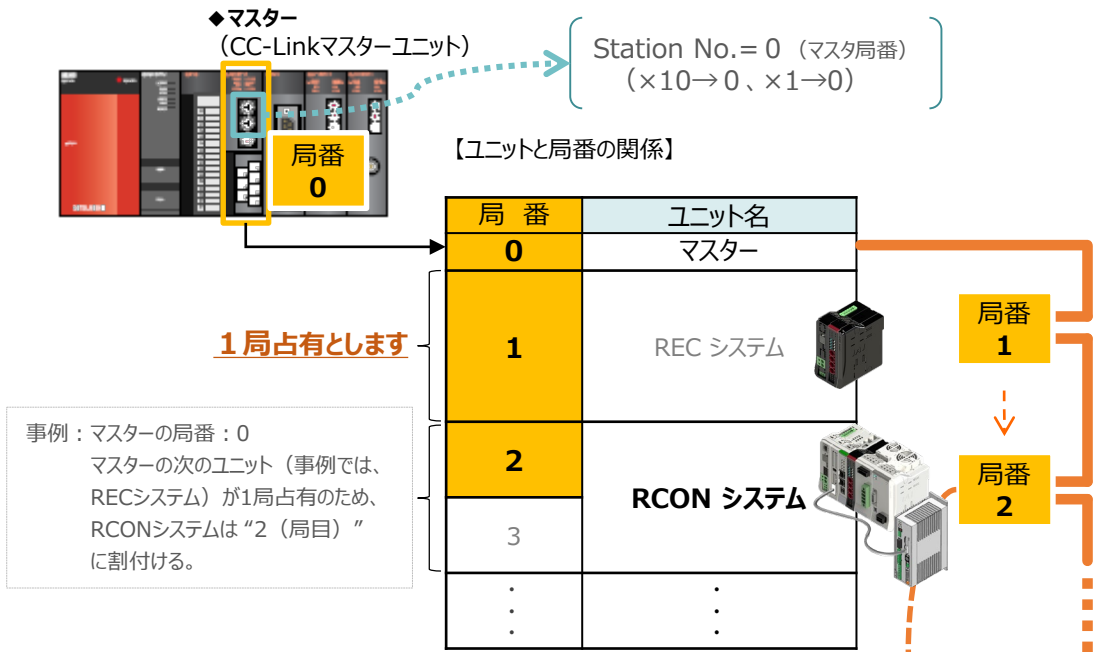 ◆マスター
（CC-Linkマスターユニット）
Station No.= 0 （マスタ局番）
（×10→０、×1→0）
局番
0
【ユニットと局番の関係】
局 番
ユニット名
0
マスター
１局占有とします
1
REC システム
局番
1
事例：マスターの局番：0
マスターの次のユニット（事例では、
RECシステム）が1局占有のため、
RCONシステムは “2（局目）”
に割付ける。
2
RCON システム
局番
2
3
・
・
・
・
・
・